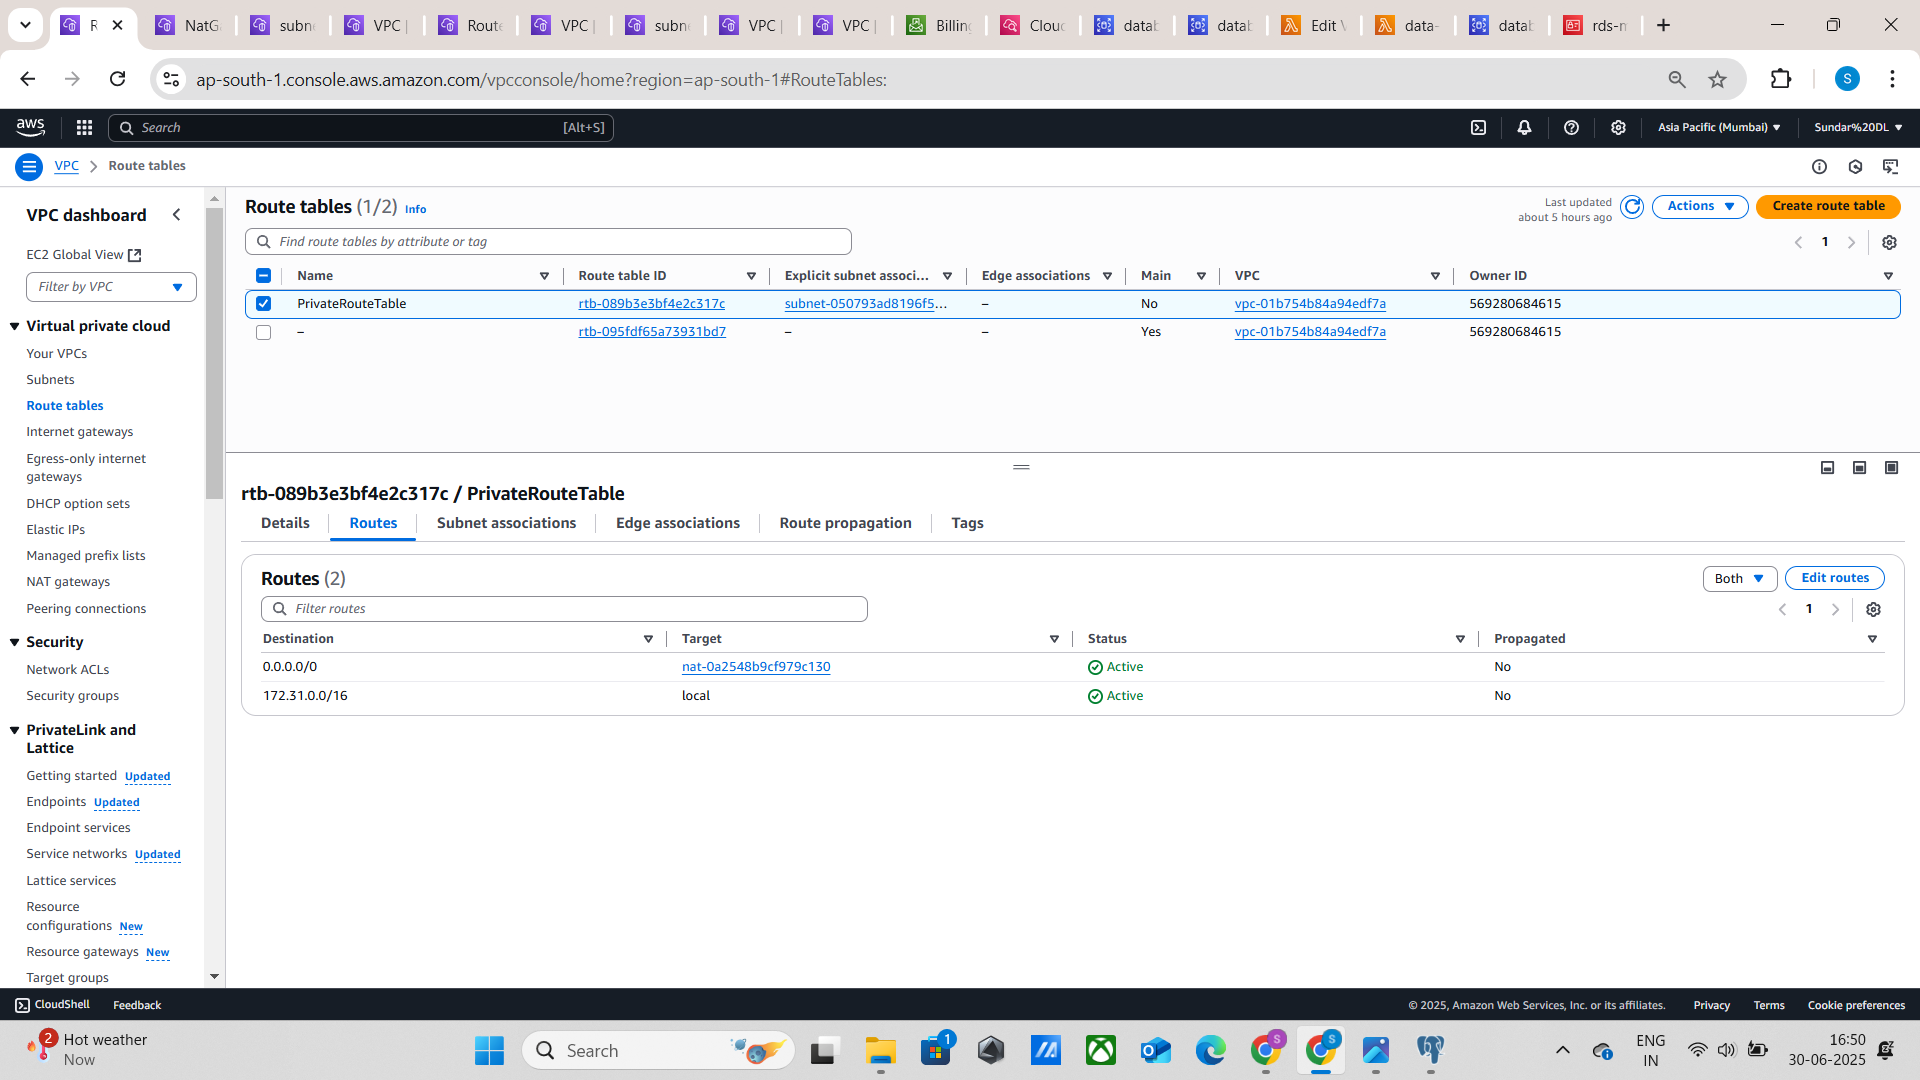 R
NatG
subn
VPC |
Route
VPC |
subn
VPC |
VPC |
Billing
Cloud
datab
datab
Edit V
data-
datab
rds-m
ap-south-1.console.aws.amazon.com/vpcconsole/home?region=ap-south-1#RouteTables:
S
aws
Search
[Alt+S]
Asia Pacific (Mumbai)
Sundar%20DL
VPC
Route tables
VPC dashboard
EC2 Global View
Filter by VPC
Virtual private cloud
Your VPCs
Subnets
Route tables
Internet gateways
Egress-only internet
gateways
DHCP option sets
Elastic IPs
Managed prefix lists
NAT gateways
Peering connections
Security
Network ACLs
Security groups
PrivateLink and
Lattice
Getting started Updated
Endpoints Updated
Endpoint services
Service networks Updated
Lattice services
Resource
configurations New
Resource gateways New
Target groups
Route tables (1/2) Info
Last updated
about 5 hours ago
Actions
Create route table
Find route tables by attribute or tag
1
Name Route table ID Explicit subnet associ... Edge associations Main VPC Owner ID
PrivateRouteTable rtb-089b3e3bf4e2c317c subnet-050793ad8196f5... – No vpc-01b754b84a94edf7a 569280684615
– rtb-095fdf65a73931bd7 – – Yes vpc-01b754b84a94edf7a 569280684615
rtb-089b3e3bf4e2c317c / PrivateRouteTable
Details Routes Subnet associations Edge associations Route propagation Tags
Routes (2)
Both
Edit routes
Filter routes
1
Destination Target Status Propagated
0.0.0.0/0 nat-0a2548b9cf979c130 Active No
172.31.0.0/16 local Active No
CloudShell Feedback
© 2025, Amazon Web Services, Inc. or its affiliates. Privacy Terms Cookie preferences
2
Hot weather
Now
Search
1
S
S
ENG
IN
16:50
30-06-2025